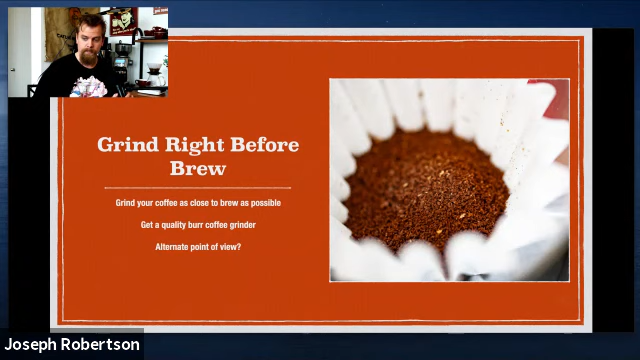 Grind Right Before
Brew
Grind your coffee as close to brew as possible
Get a quality burr coffee grinder
Alternate point of view?
Joseph Robertson